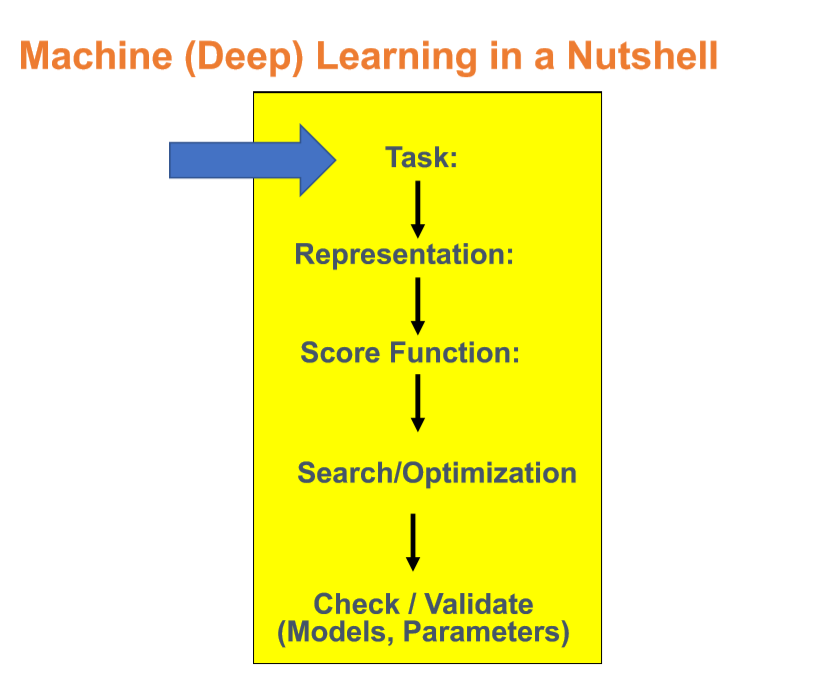 Machine (Deep) Learning in a Nutshell
Task:
Representation:
Score Function:
Search/Optimization
Check / Validate
(Models, Parameters)